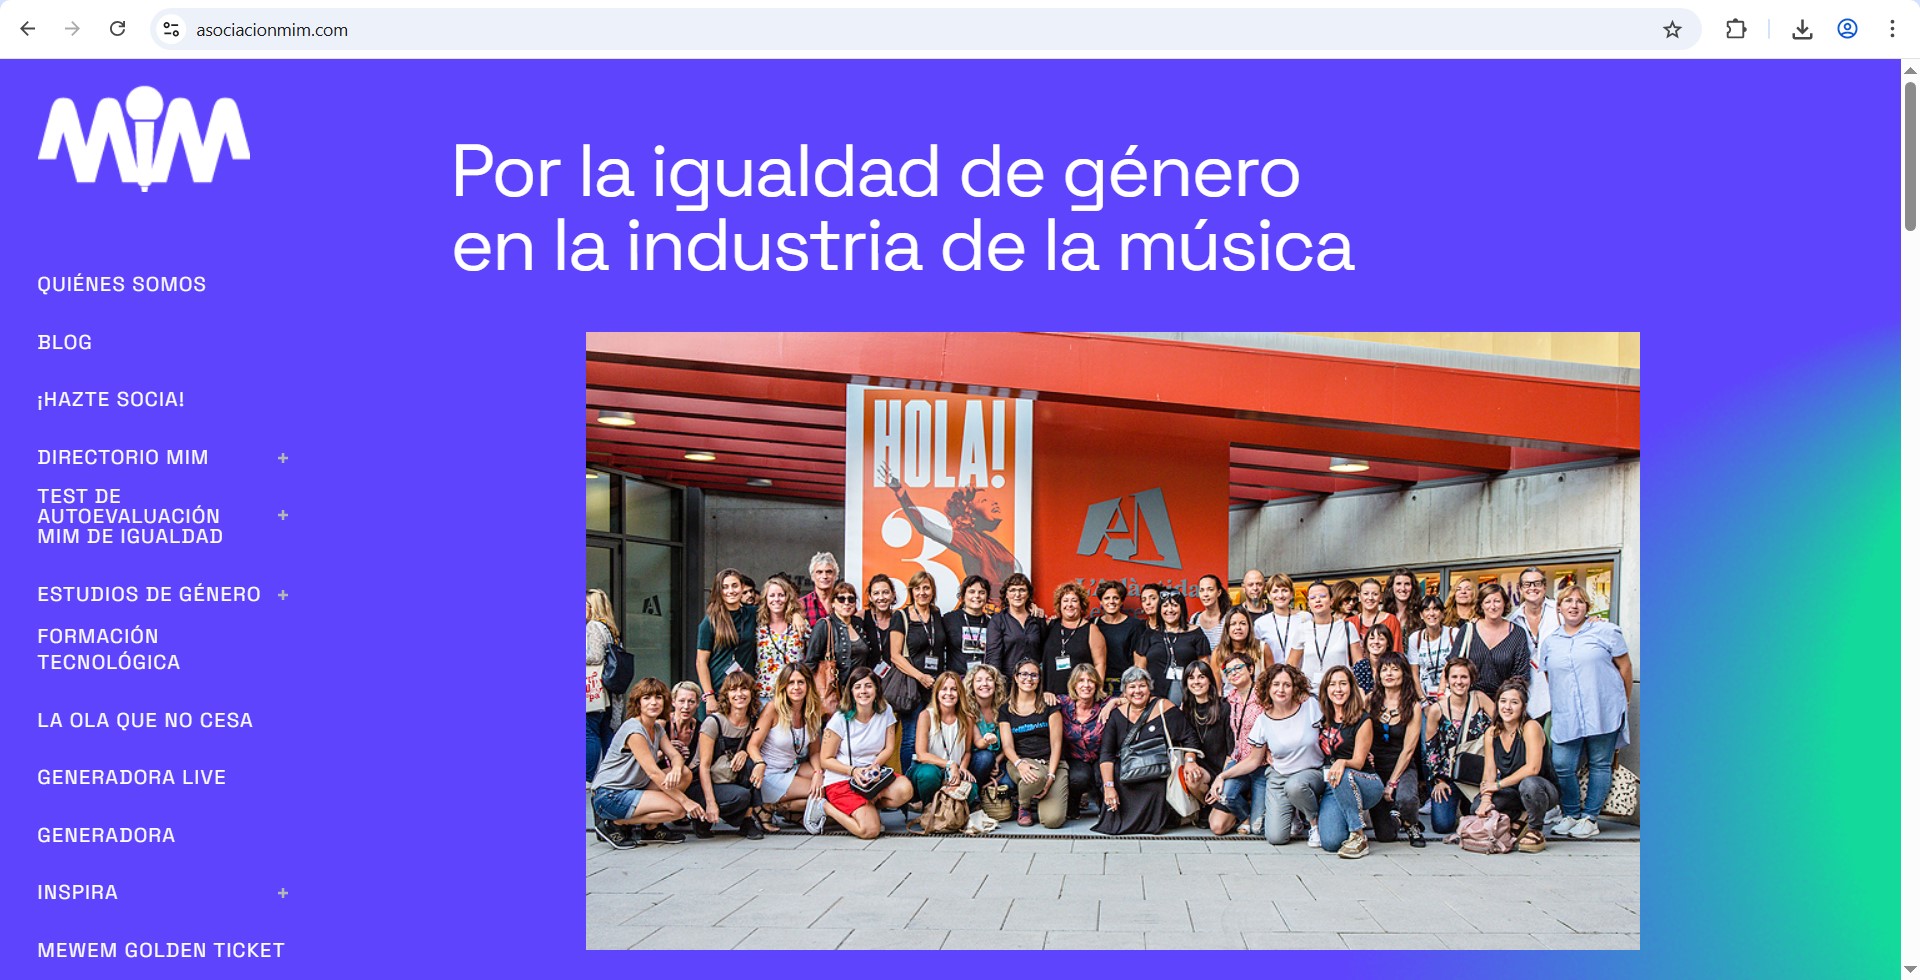 asociacionmim.com
MiM
Por la igualdad de género
en la industria de la música
QUIÉNES SOMOS
BLOG
¡HAZTE SOCIA!
DIRECTORIO MIM +
TEST DE
AUTOEVALUACIÓN +
MIM DE IGUALDAD
ESTUDIOS DE GÉNERO +
FORMACIÓN
TECNOLÓGICA
LA OLA QUE NO CESA
GENERADORA LIVE
GENERADORA
INSPIRA +
MEWEM GOLDEN TICKET
HOLA!
3